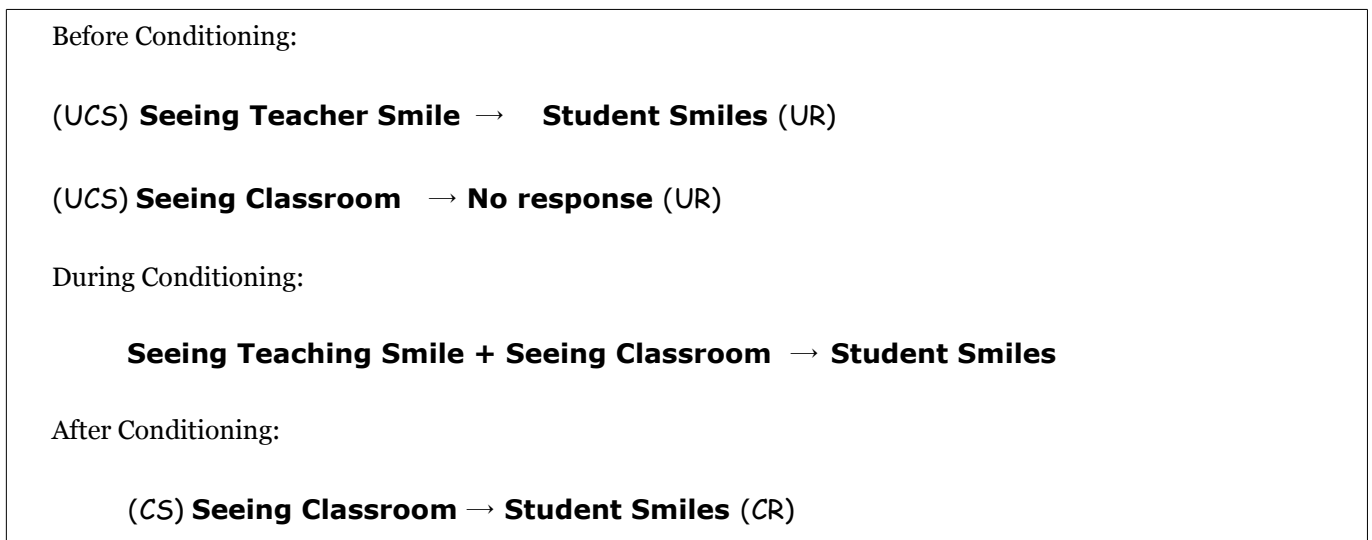 Before Conditioning:
(UCS) Seeing Teacher Smile → Student Smiles (UR)
(UCS) Seeing Classroom → No response (UR)
During Conditioning:
Seeing Teaching Smile + Seeing Classroom → Student Smiles
After Conditioning:
(CS) Seeing Classroom → Student Smiles (CR)